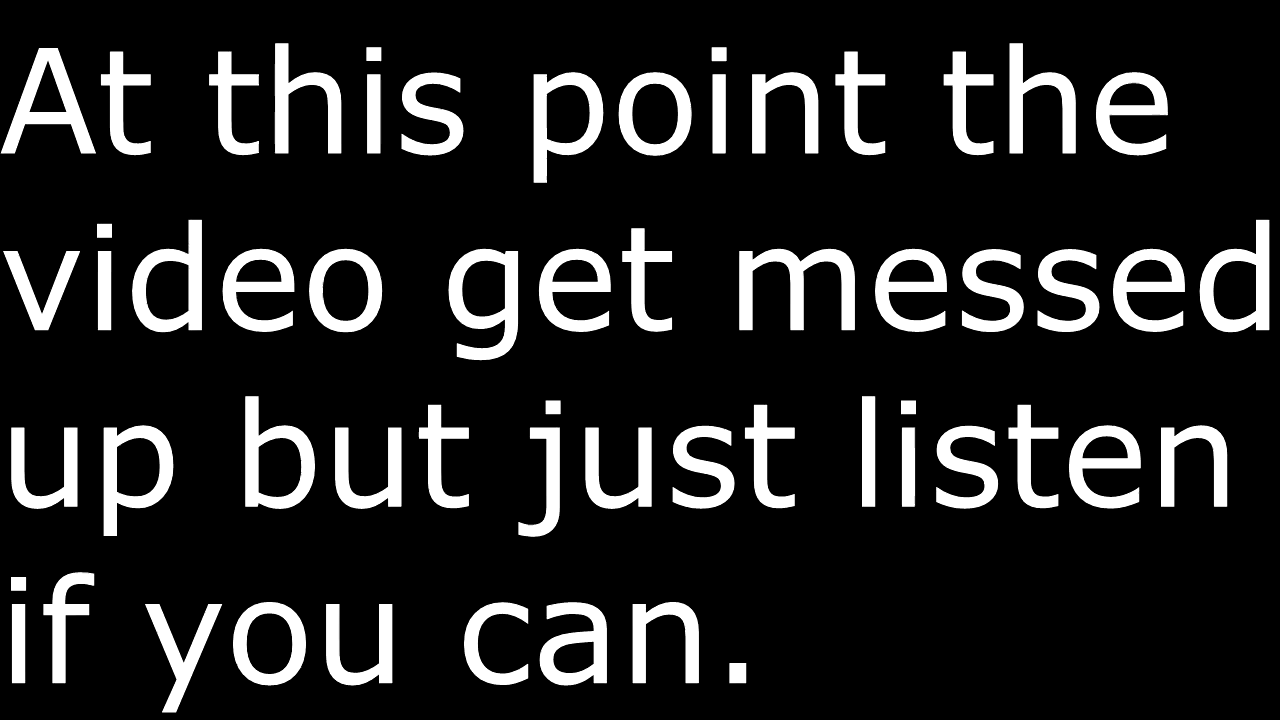 At this point the
video get messed
up but just listen
if you can.